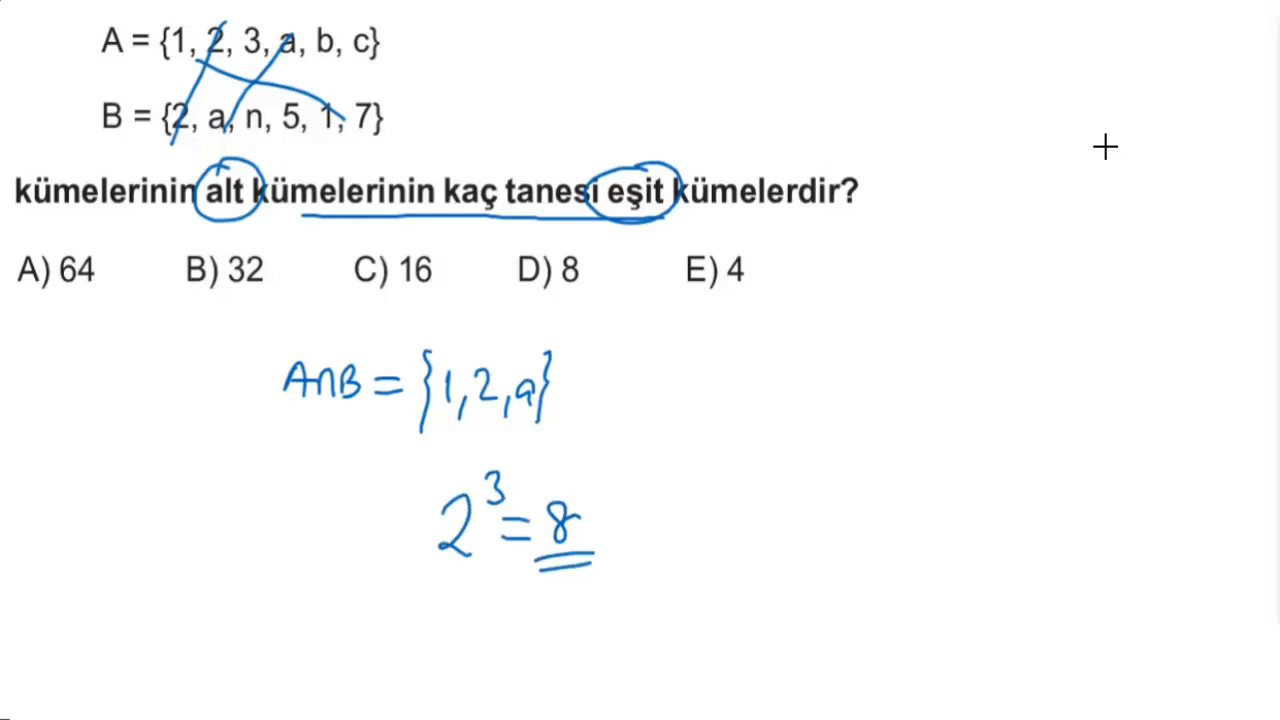 A = {1, 2, 3, a, b, c}
B = {2, a, n, 5, 1, 7}
kümelerinin alt kümelerinin kaç tanesi eşit kümelerdir?
A) 64 B) 32 C) 16 D) 8 E) 4
A∩B = {1, 2, a}
2³ = 8